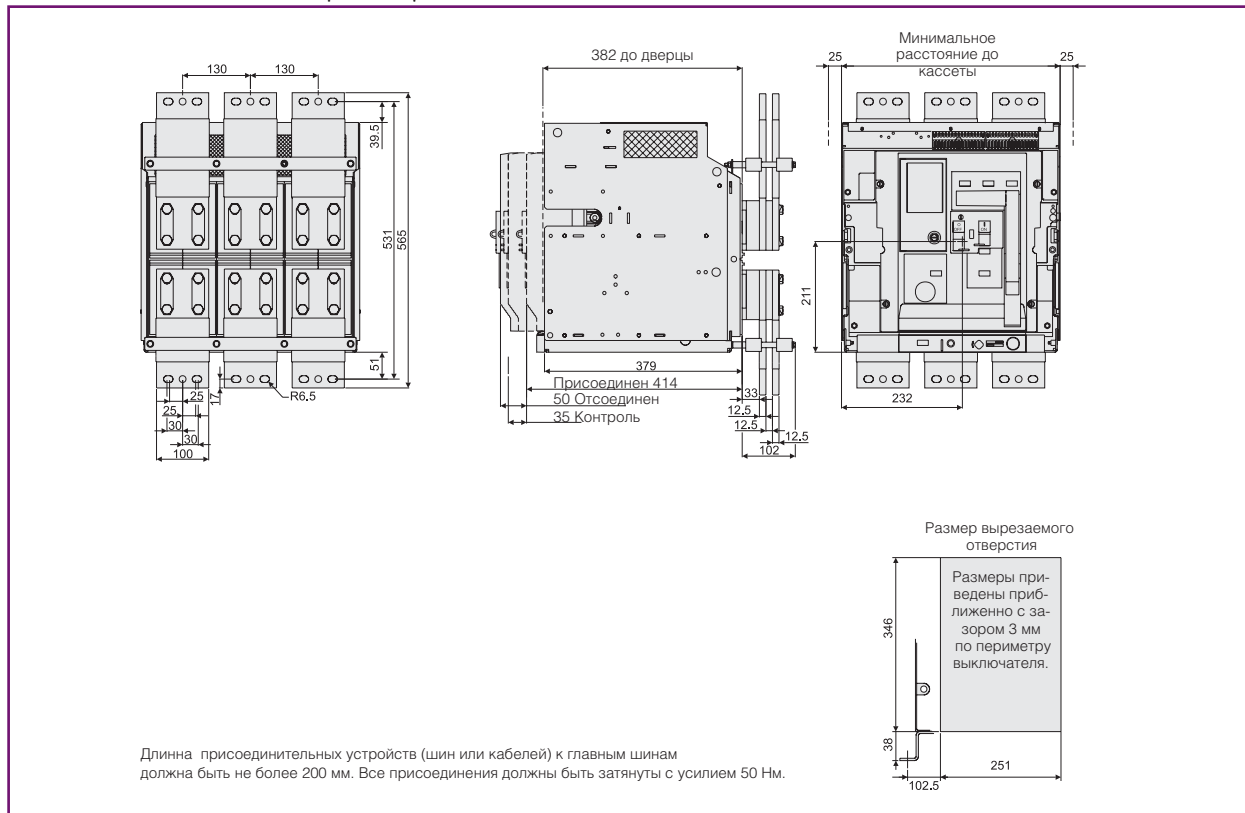 130
130
39.5
531
565
51
17
R6.5
25
25
30
30
100
382 до дверцы
379
Присоединен 414
50 Отсоединен
35 Контроль
33
12.5
12.5
12.5
102
Минимальное
расстояние до
кассеты
25
25
OFF
ON
211
232
Размер вырезаемого
отверстия
Размеры при-
ведены приб-
лиженно с за-
зором 3 мм
по периметру
выключателя.
346
38
102.5
251
Длинна присоединительных устройств (шин или кабелей) к главным шинам
должна быть не более 200 мм. Все присоединения должны быть затянуты с усилием 50 Нм.